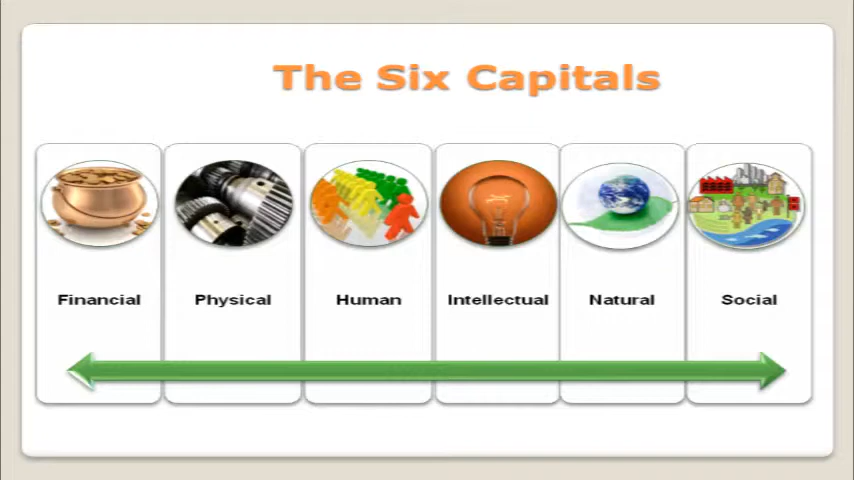 The Six Capitals
Financial Physical Human Intellectual Natural Social